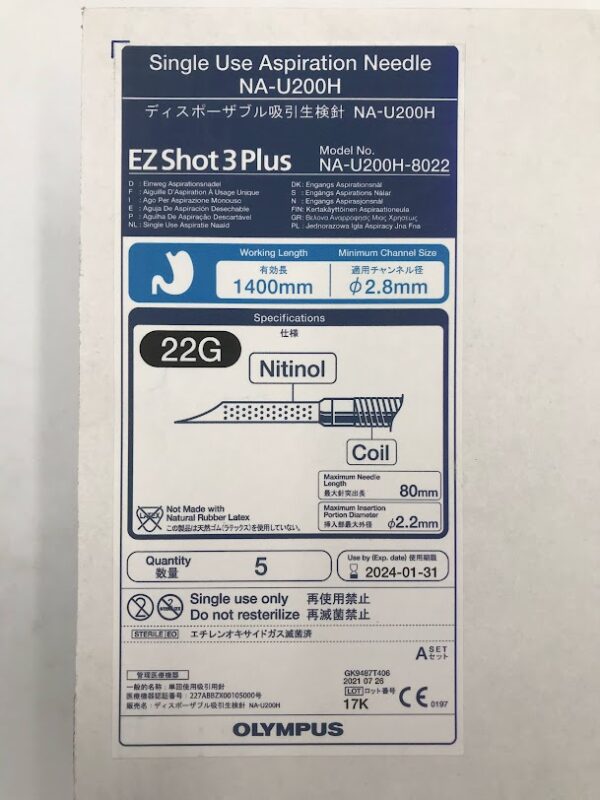 Single Use Aspiration Needle
NA-U200H
ディスポーザブル吸引生検針 NA-U200H
EZ Shot 3 Plus
Model No.
NA-U200H-8022
D : Einweg Aspirationsnadel
F : Aiguille D'Aspiration À Usage Unique
I : Ago Per Aspirazione Monouso
E : Aguja De Aspiración Desechable
P : Agulha De Aspiração Descartável
NL : Single Use Aspiratie Naald
DK : Engangs Aspirationsnål
S : Engångs Aspirations Nålar
N : Engangs Aspirasjonsnål
FIN: Kertakäyttöinen Aspiraationeula
GR: Βελονα Αναρροφησης Μιας Χρησεως
PL : Jednorazowa Igła Aspiracyjna Fna
Working Length
有効長
1400mm
Minimum Channel Size
適用チャンネル径
φ2.8mm
Specifications
仕様
22G
Nitinol
Coil
Maximum Needle
Length
最大針突出長
80mm
Maximum Insertion
Portion Diameter
挿入部最大外径
φ2.2mm
LATEX
Not Made with
Natural Rubber Latex
この製品は天然ゴム(ラテックス)を使用していない。
Quantity
数量
5
Use by (Exp. date) 使用期限
2024-01-31
Single use only 再使用禁止
Do not resterilize 再滅菌禁止
STERILE EO エチレンオキサイドガス滅菌済
A SET
セット
管理医療機器
一般的名称 : 単回使用吸引用針
医療機器認証番号 : 227ABBZX00105000号
販売名 : ディスポーザブル吸引生検針 NA-U200H
GK9487T406
2021 07 26
LOT ロット番号
17K
CE 0197
OLYMPUS